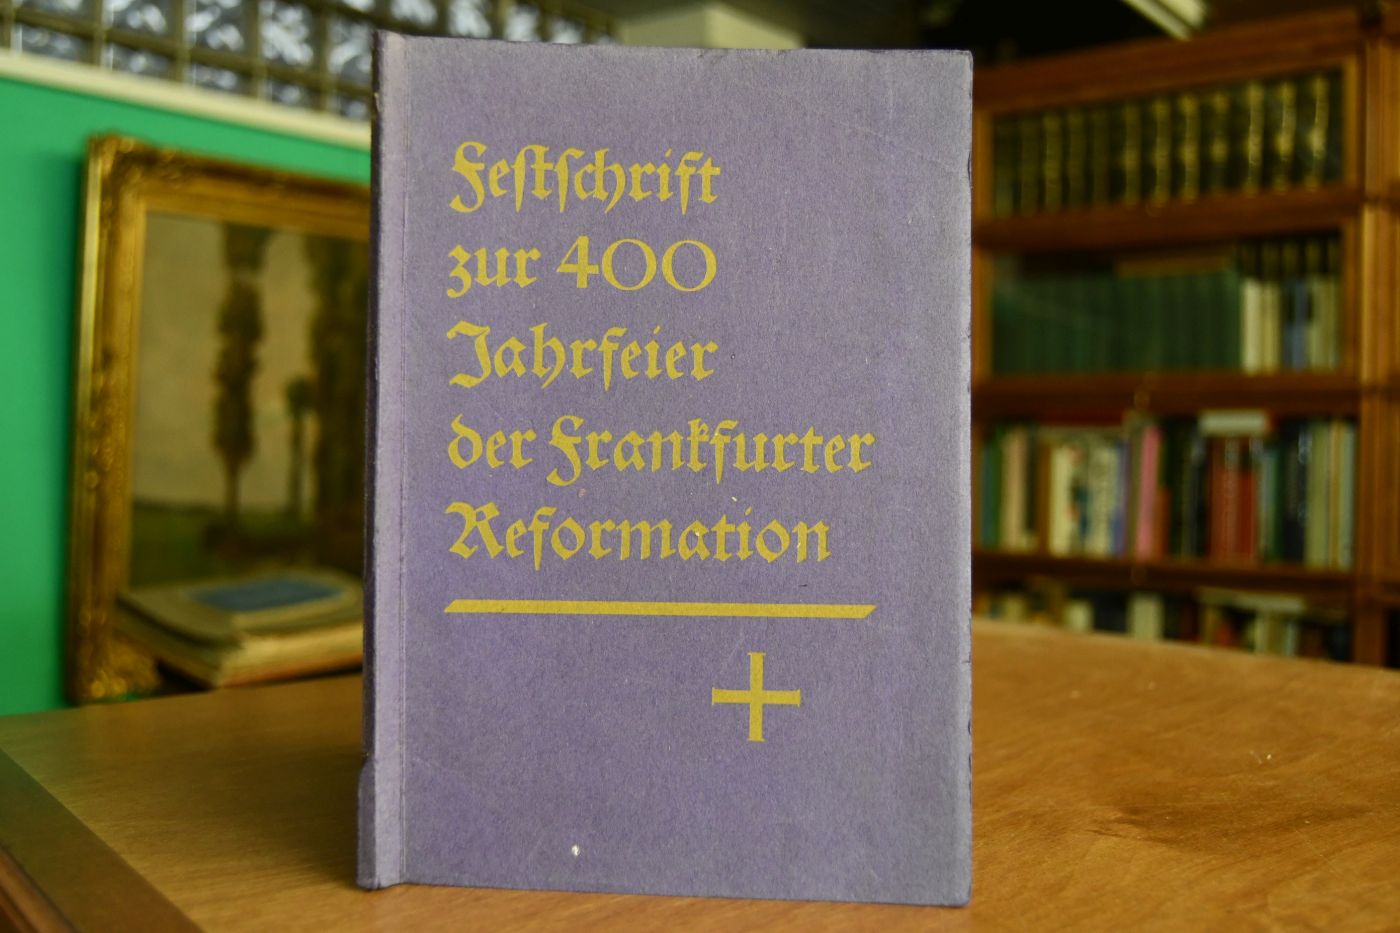 Feſtſchrift
zur 400
Jahrfeier
der Frankfurter
Reformation